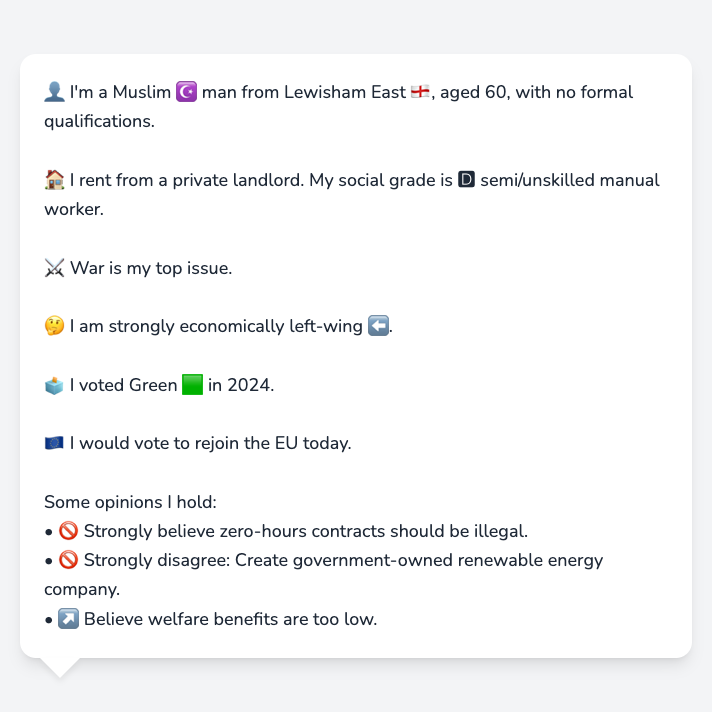 👤 I'm a Muslim ☪️ man from Lewisham East 🏴󠁧󠁢󠁥󠁮󠁧󠁿, aged 60, with no formal
qualifications.
🏠 I rent from a private landlord. My social grade is 🅳 semi/unskilled manual
worker.
⚔️ War is my top issue.
🤔 I am strongly economically left-wing ⬅️.
🗳️ I voted Green 🟩 in 2024.
🇪🇺 I would vote to rejoin the EU today.
Some opinions I hold:
• 🚫 Strongly believe zero-hours contracts should be illegal.
• 🚫 Strongly disagree: Create government-owned renewable energy
company.
• ↗️ Believe welfare benefits are too low.